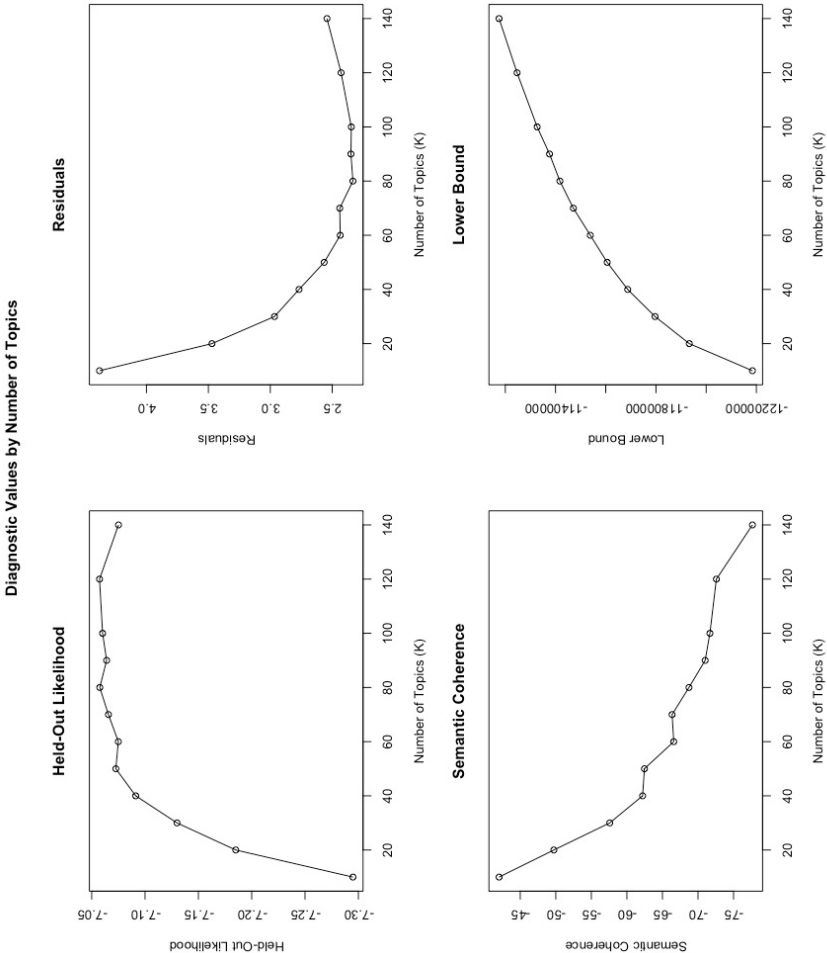 Diagnostic Values by Number of Topics
Held-Out Likelihood
Held-Out Likelihood
-7.05
-7.10
-7.15
-7.20
-7.25
-7.30
20 40 60 80 100 120 140
Number of Topics (K)
Residuals
Residuals
4.0
3.5
3.0
2.5
20 40 60 80 100 120 140
Number of Topics (K)
Semantic Coherence
Semantic Coherence
-45
-50
-55
-60
-65
-70
-75
20 40 60 80 100 120 140
Number of Topics (K)
Lower Bound
Lower Bound
-11400000
-11800000
-12200000
20 40 60 80 100 120 140
Number of Topics (K)